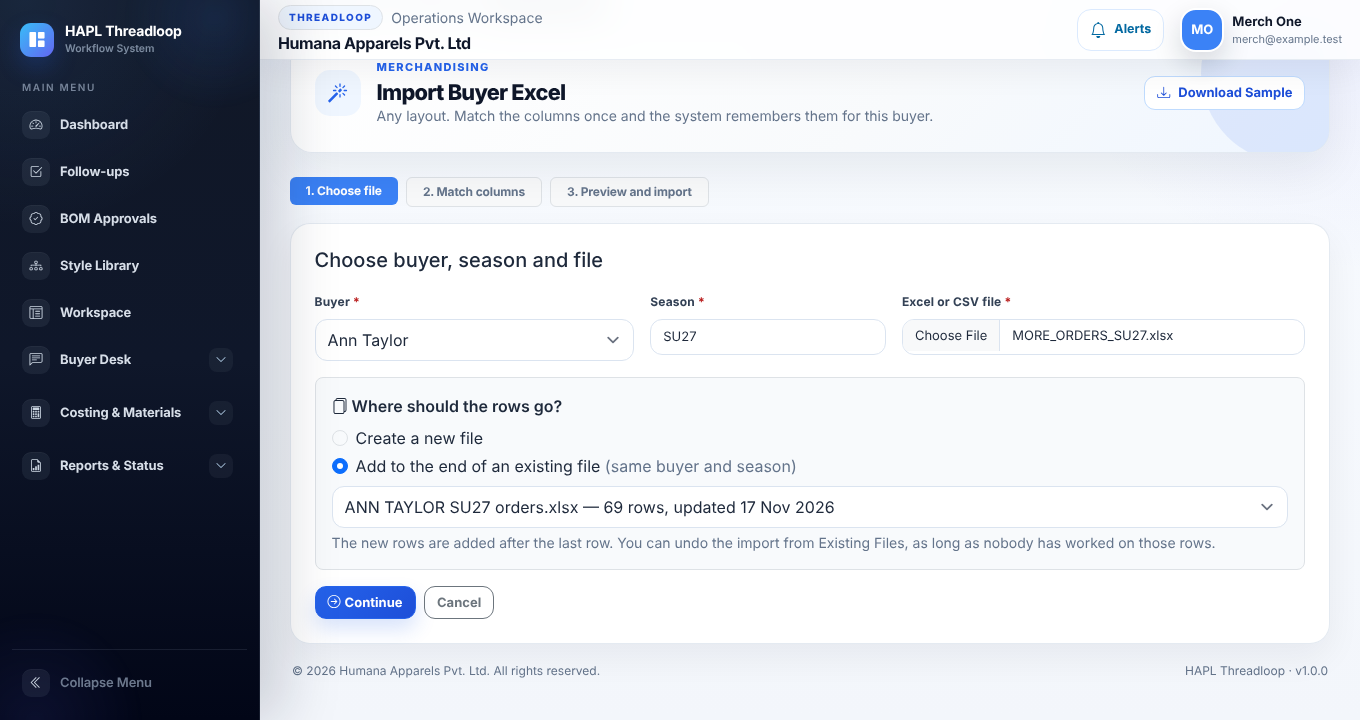 HAPL Threadloop
Workflow System
MAIN MENU
Dashboard
Follow-ups
BOM Approvals
Style Library
Workspace
Buyer Desk
Costing & Materials
Reports & Status
Collapse Menu
THREADLOOP Operations Workspace
Humana Apparels Pvt. Ltd
Alerts
MO
Merch One
merch@example.test
MERCHANDISING
Import Buyer Excel
Any layout. Match the columns once and the system remembers them for this buyer.
Download Sample
1. Choose file 2. Match columns 3. Preview and import
Choose buyer, season and file
Buyer * Season * Excel or CSV file *
Ann Taylor SU27 Choose File MORE_ORDERS_SU27.xlsx
Where should the rows go?
Create a new file
Add to the end of an existing file (same buyer and season)
ANN TAYLOR SU27 orders.xlsx — 69 rows, updated 17 Nov 2026
The new rows are added after the last row. You can undo the import from Existing Files, as long as nobody has worked on those rows.
Continue Cancel
© 2026 Humana Apparels Pvt. Ltd. All rights reserved. HAPL Threadloop · v1.0.0